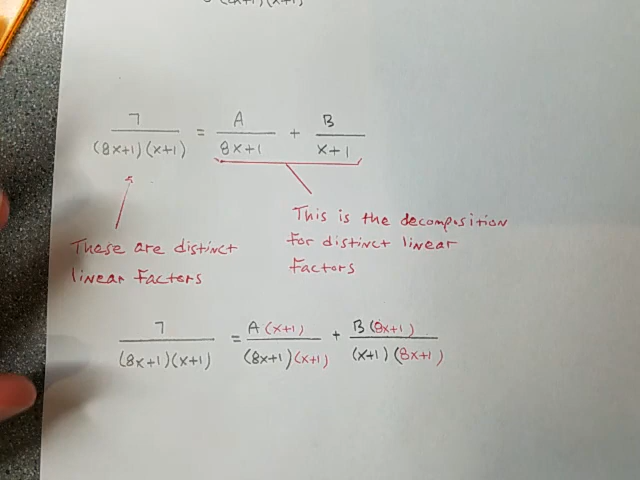 7/((8x+1)(x+1)) = A/(8x+1) + B/(x+1)
These are distinct
linear Factors
This is the decomposition
For distinct linear
Factors
7/((8x+1)(x+1)) = A(x+1)/((8x+1)(x+1)) + B(8x+1)/((x+1)(8x+1))